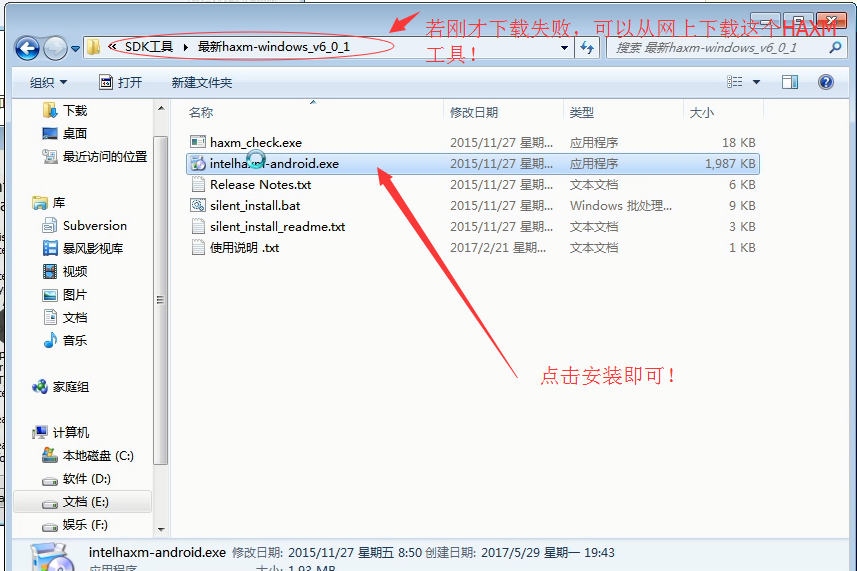 若刚才下载失败，可以从网上下载这个HAXM
工具！
« SDK工具 ▸ 最新haxm-windows_v6_0_1
搜索 最新haxm-windows_v6_0_1
组织 打开 新建文件夹
名称 修改日期 类型 大小
haxm_check.exe 2015/11/27 星期... 应用程序 18 KB
intelhaxm-android.exe 2015/11/27 星期... 应用程序 1,987 KB
Release Notes.txt 2015/11/27 星期... 文本文档 6 KB
silent_install.bat 2015/11/27 星期... Windows 批处理... 9 KB
silent_install_readme.txt 2015/11/27 星期... 文本文档 3 KB
使用说明 .txt 2017/2/21 星期... 文本文档 1 KB
下载
桌面
最近访问的位置
库
Subversion
暴风影视库
视频
图片
文档
音乐
家庭组
计算机
本地磁盘 (C:)
软件 (D:)
文档 (E:)
娱乐 (F:)
点击安装即可！
intelhaxm-android.exe 修改日期: 2015/11/27 星期五 8:50 创建日期: 2017/5/29 星期一 19:43
应用程序 大小: 1.93 MB